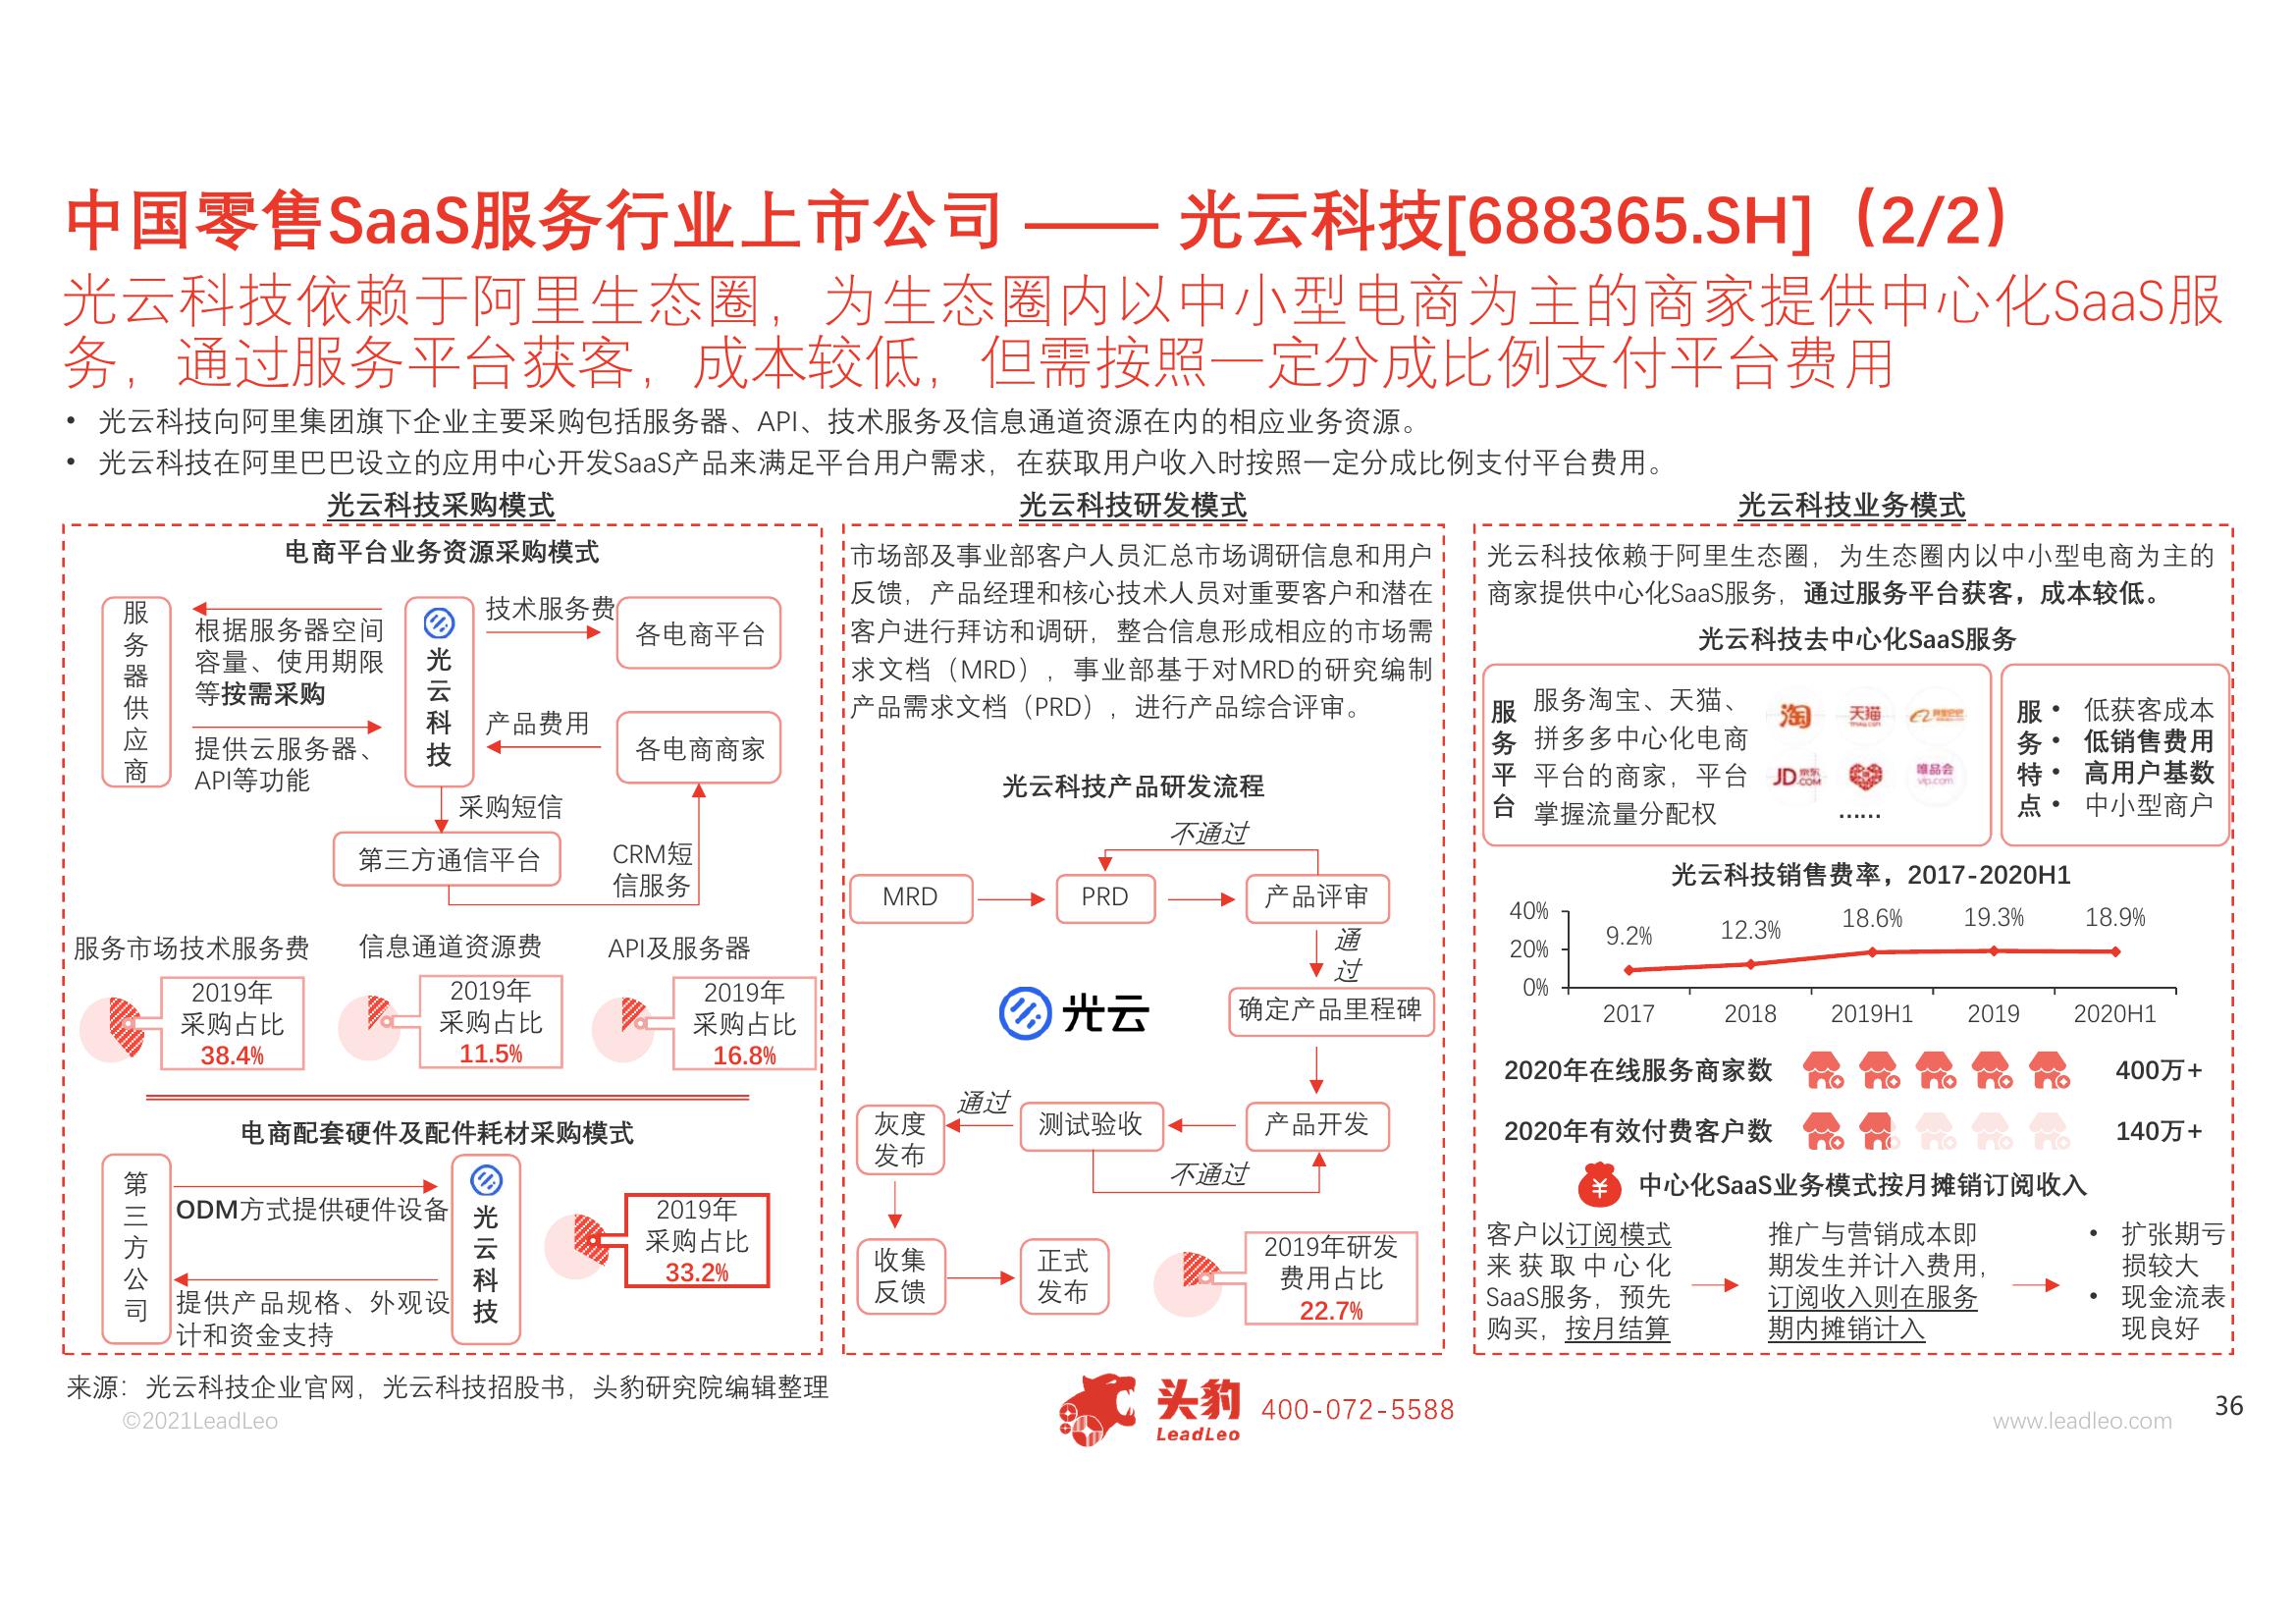 中国零售SaaS服务行业上市公司 —— 光云科技[688365.SH]（2/2）
光云科技依赖于阿里生态圈，为生态圈内以中小型电商为主的商家提供中心化SaaS服
务，通过服务平台获客，成本较低，但需按照一定分成比例支付平台费用
• 光云科技向阿里集团旗下企业主要采购包括服务器、API、技术服务及信息通道资源在内的相应业务资源。
• 光云科技在阿里巴巴设立的应用中心开发SaaS产品来满足平台用户需求，在获取用户收入时按照一定分成比例支付平台费用。
光云科技采购模式
电商平台业务资源采购模式
服务器供应商
根据服务器空间
容量、使用期限
等按需采购
提供云服务器、
API等功能
光云科技
技术服务费
各电商平台
产品费用
各电商商家
采购短信
第三方通信平台
CRM短
信服务
服务市场技术服务费
2019年
采购占比
38.4%
信息通道资源费
2019年
采购占比
11.5%
API及服务器
2019年
采购占比
16.8%
电商配套硬件及配件耗材采购模式
第三方公司
ODM方式提供硬件设备
提供产品规格、外观设
计和资金支持
光云科技
2019年
采购占比
33.2%
光云科技研发模式
市场部及事业部客户人员汇总市场调研信息和用户
反馈，产品经理和核心技术人员对重要客户和潜在
客户进行拜访和调研，整合信息形成相应的市场需
求文档（MRD），事业部基于对MRD的研究编制
产品需求文档（PRD），进行产品综合评审。
光云科技产品研发流程
不通过
MRD
PRD
产品评审
通
过
光云
确定产品里程碑
灰度
发布
通过
测试验收
产品开发
不通过
收集
反馈
正式
发布
2019年研发
费用占比
22.7%
光云科技业务模式
光云科技依赖于阿里生态圈，为生态圈内以中小型电商为主的
商家提供中心化SaaS服务，通过服务平台获客，成本较低。
光云科技去中心化SaaS服务
服务平台
服务淘宝、天猫、
拼多多中心化电商
平台的商家，平台
掌握流量分配权
淘
天猫
阿里巴巴
JD 京东
.COM
唯品会
vip.com
……
服务特点
• 低获客成本
• 低销售费用
• 高用户基数
• 中小型商户
光云科技销售费率，2017-2020H1
40%
20%
0%
9.2%
12.3%
18.6%
19.3%
18.9%
2017
2018
2019H1
2019
2020H1
2020年在线服务商家数
400万+
2020年有效付费客户数
140万+
¥
中心化SaaS业务模式按月摊销订阅收入
客户以订阅模式
来获取中心化
SaaS服务，预先
购买，按月结算
推广与营销成本即
期发生并计入费用，
订阅收入则在服务
期内摊销计入
• 扩张期亏
损较大
• 现金流表
现良好
来源：光云科技企业官网，光云科技招股书，头豹研究院编辑整理
©2021LeadLeo
头豹
LeadLeo
400-072-5588
www.leadleo.com
36